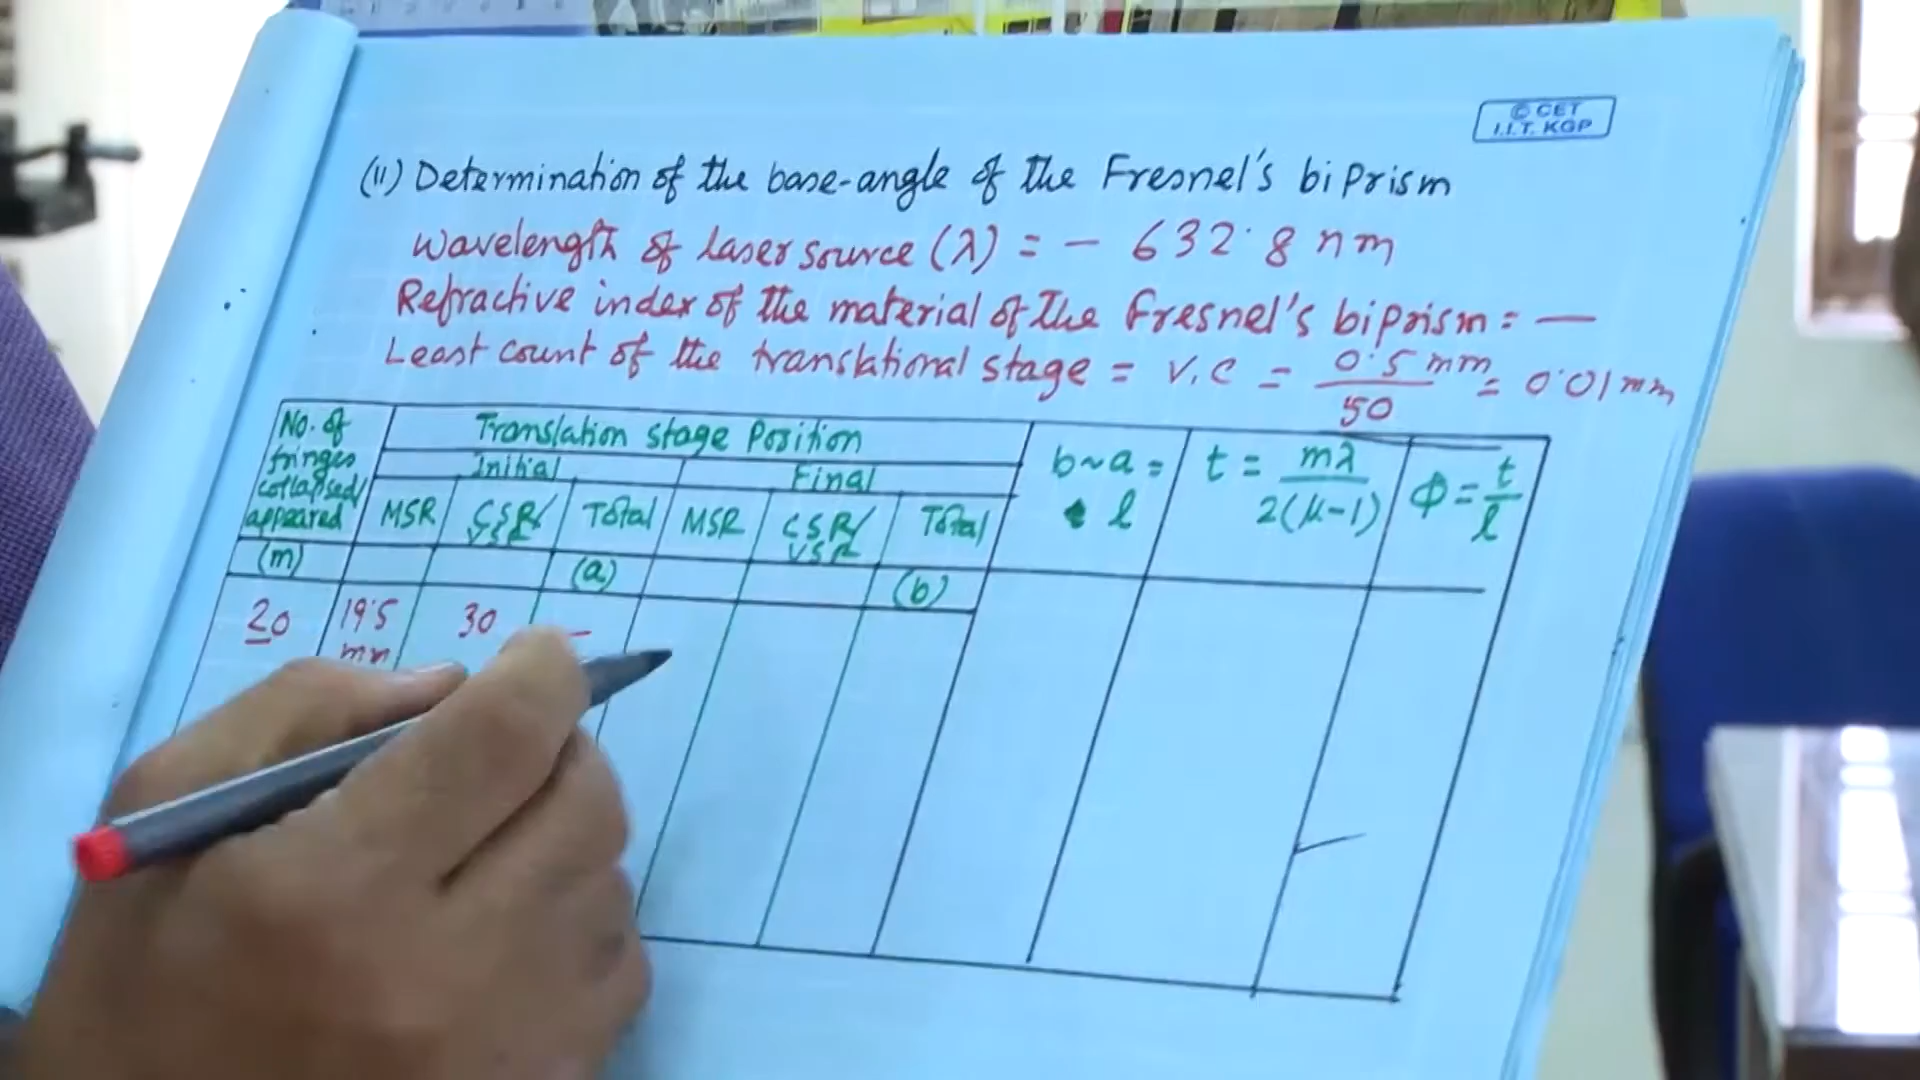 © CET
I.I.T. KGP
(11) Determination of the base-angle of the Fresnel's biprism
Wavelength of laser source (λ) = — 632.8 nm
Refractive index of the material of the Fresnel's biprism = —
Least count of the translational stage = V.C = 0.5 mm / 50 = 0.01 mm
No. of fringes collapsed/ appeared
Translation stage Position
Initial
Final
MSR
CSR/ VSR
Total
MSR
CSR/ VSR
Total
b~a = l
t = mλ / 2(μ-1)
Φ = t / l
(m)
(a)
(b)
20
19.5 mm
30
—